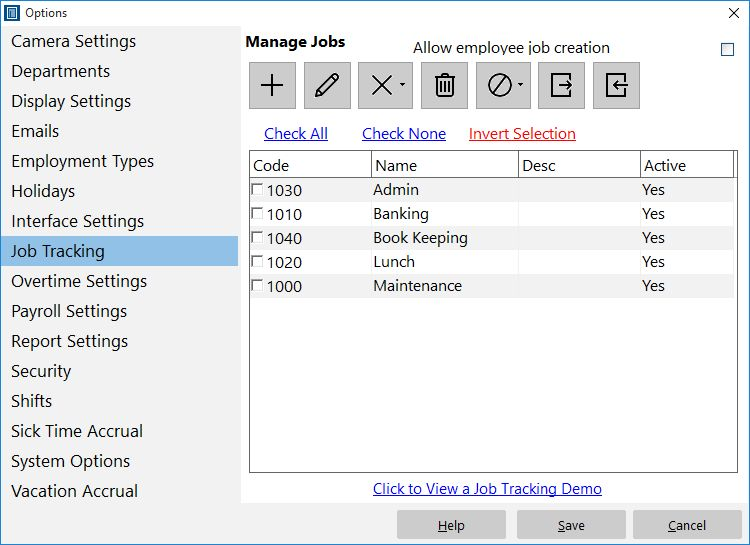 Options
Camera Settings
Departments
Display Settings
Emails
Employment Types
Holidays
Interface Settings
Job Tracking
Overtime Settings
Payroll Settings
Report Settings
Security
Shifts
Sick Time Accrual
System Options
Vacation Accrual
Manage Jobs
Allow employee job creation
Check All Check None Invert Selection
Code Name Desc Active
1030 Admin Yes
1010 Banking Yes
1040 Book Keeping Yes
1020 Lunch Yes
1000 Maintenance Yes
Click to View a Job Tracking Demo
Help Save Cancel